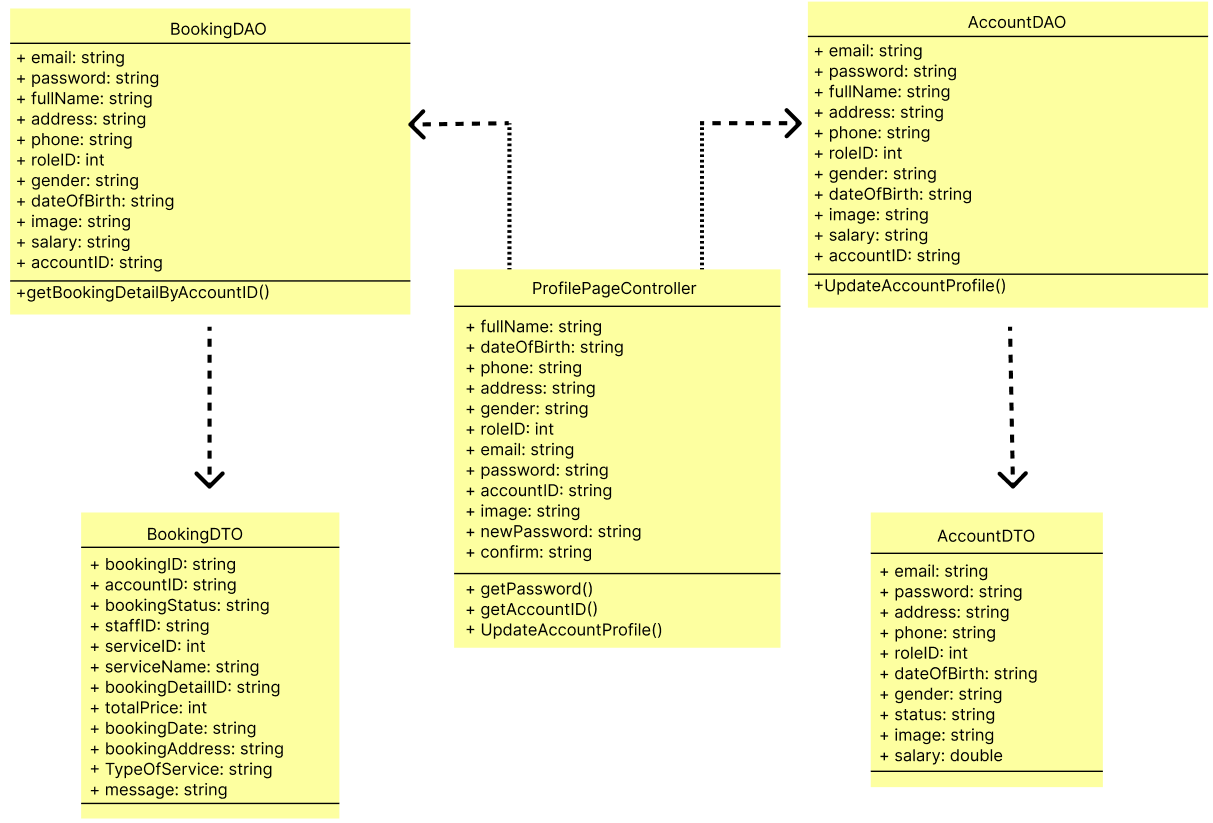 BookingDAO
+ email: string
+ password: string
+ fullName: string
+ address: string
+ phone: string
+ roleID: int
+ gender: string
+ dateOfBirth: string
+ image: string
+ salary: string
+ accountID: string
+getBookingDetailByAccountID()
AccountDAO
+ email: string
+ password: string
+ fullName: string
+ address: string
+ phone: string
+ roleID: int
+ gender: string
+ dateOfBirth: string
+ image: string
+ salary: string
+ accountID: string
+UpdateAccountProfile()
ProfilePageController
+ fullName: string
+ dateOfBirth: string
+ phone: string
+ address: string
+ gender: string
+ roleID: int
+ email: string
+ password: string
+ accountID: string
+ image: string
+ newPassword: string
+ confirm: string
+ getPassword()
+ getAccountID()
+ UpdateAccountProfile()
BookingDTO
+ bookingID: string
+ accountID: string
+ bookingStatus: string
+ staffID: string
+ serviceID: int
+ serviceName: string
+ bookingDetailID: string
+ totalPrice: int
+ bookingDate: string
+ bookingAddress: string
+ TypeOfService: string
+ message: string
AccountDTO
+ email: string
+ password: string
+ address: string
+ phone: string
+ roleID: int
+ dateOfBirth: string
+ gender: string
+ status: string
+ image: string
+ salary: double